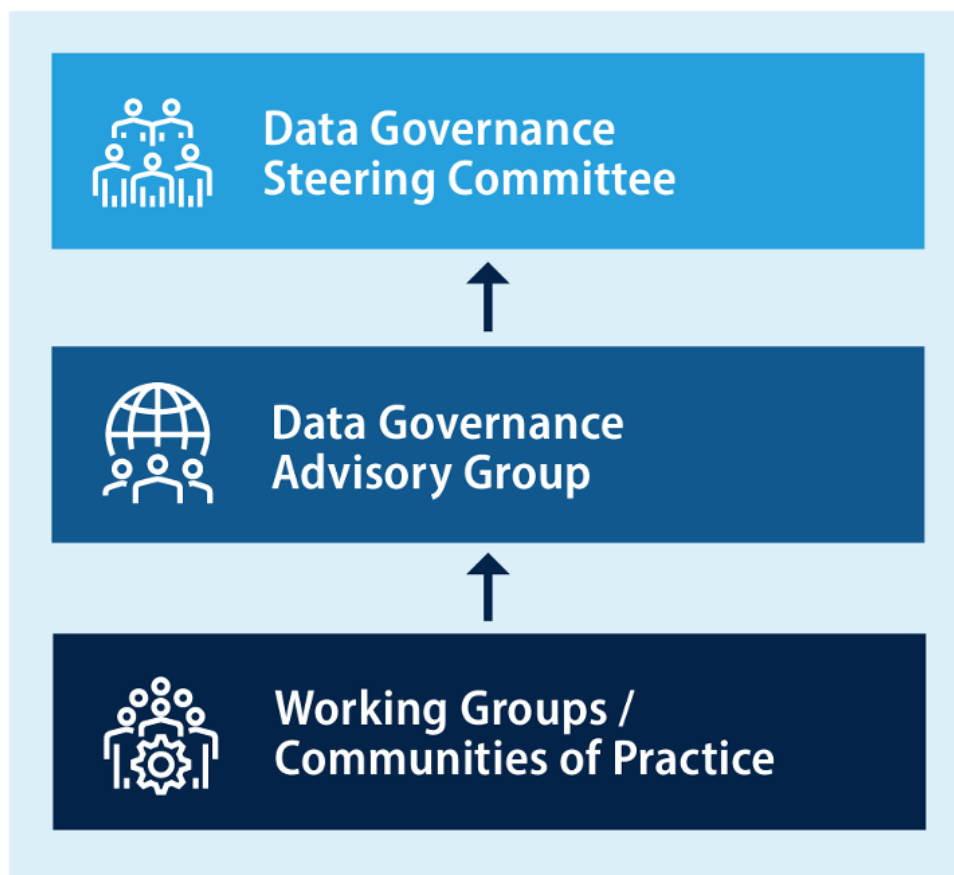 Data Governance
Steering Committee
Data Governance
Advisory Group
Working Groups /
Communities of Practice